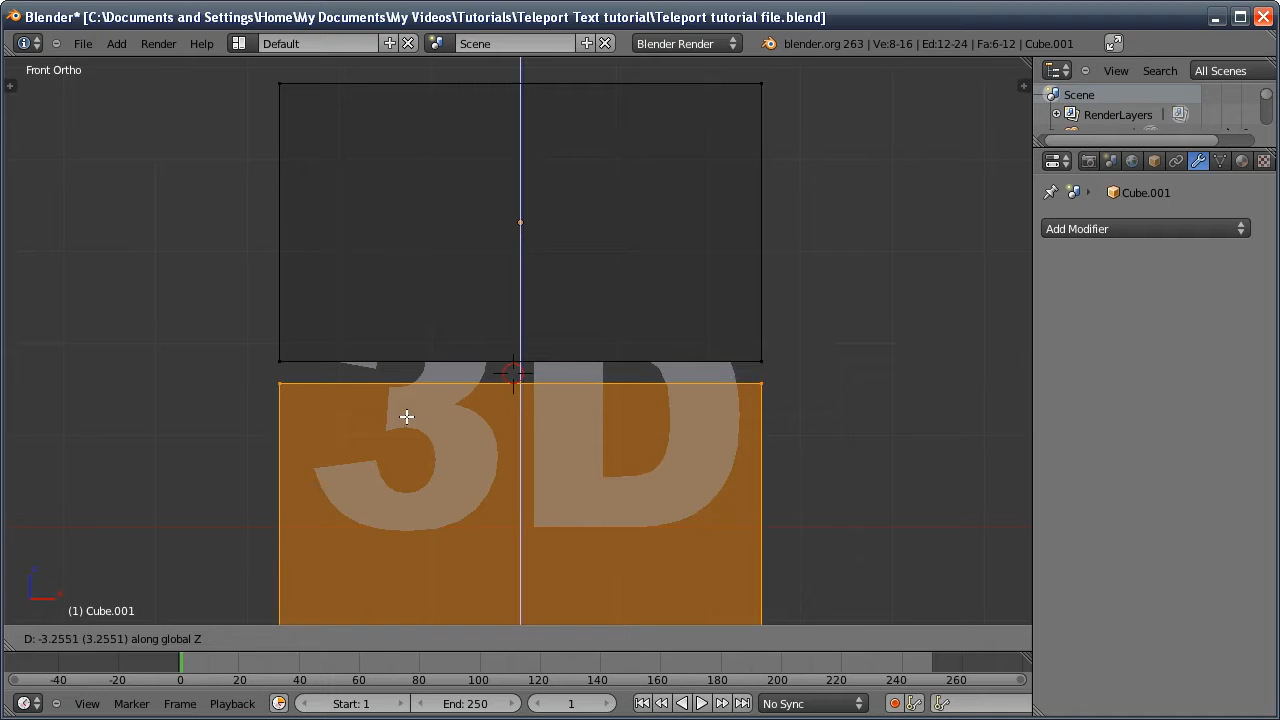 Blender* [C:\Documents and Settings\Home\My Documents\My Videos\Tutorials\Teleport Text tutorial\Teleport tutorial file.blend]
File Add Render Help Default Scene Blender Render blender.org 263 | Ve:8-16 | Ed:12-24 | Fa:6-12 | Cube.001
Front Ortho
View Search All Scenes
Scene
RenderLayers
Cube.001
Add Modifier
3D
(1) Cube.001
D: -3.2551 (3.2551) along global Z
-40 -20 0 20 40 60 80 100 120 140 160 180 200 220 240 260
View Marker Frame Playback Start: 1 End: 250 1 No Sync